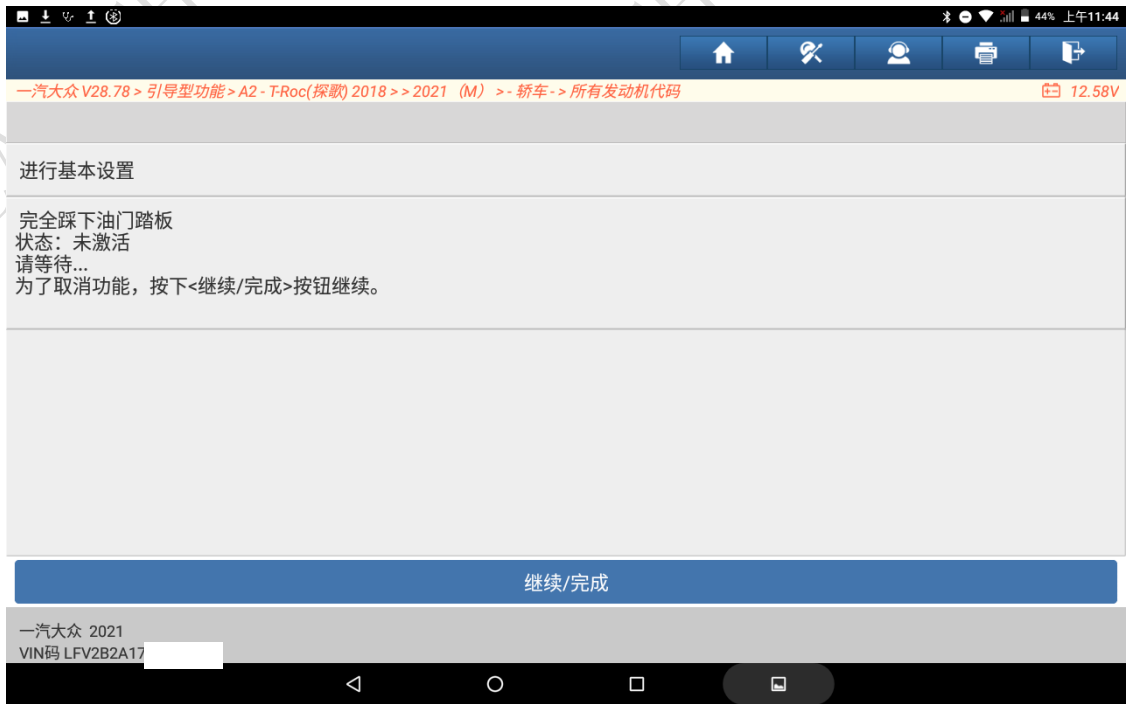 44% 上午11:44
一汽大众 V28.78 > 引导型功能 > A2 - T-Roc(探歌) 2018 > > 2021（M） > - 轿车 - > 所有发动机代码 12.58V
进行基本设置
完全踩下油门踏板
状态：未激活
请等待...
为了取消功能，按下<继续/完成>按钮继续。
继续/完成
一汽大众 2021
VIN码 LFV2B2A17